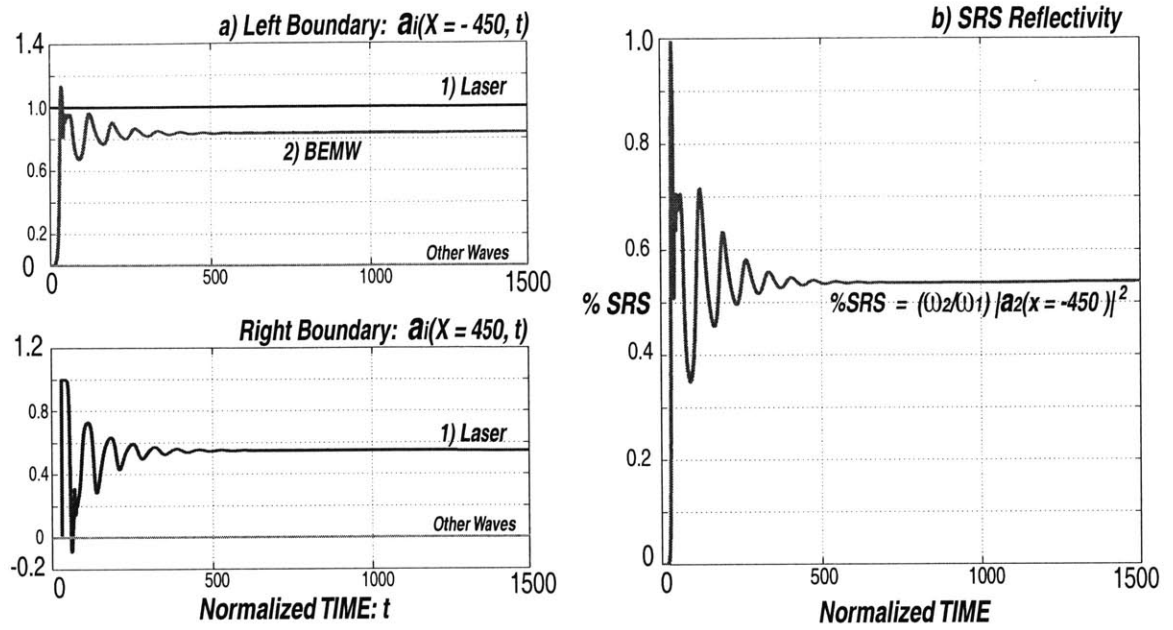 a) Left Boundary: ai(X = - 450, t)
1.4
1) Laser
1.0
2) BEMW
0.6
0.2
Other Waves
0
0 500 1000 1500
Right Boundary: ai(X = 450, t)
1.2
0.8
1) Laser
0.4
Other Waves
0
-0.2
0 500 1000 1500
Normalized TIME: t
b) SRS Reflectivity
1.0
0.8
0.6
% SRS
%SRS = (ω2/ω1) |a2(x = -450 )|²
0.4
0.2
0
0 500 1000 1500
Normalized TIME